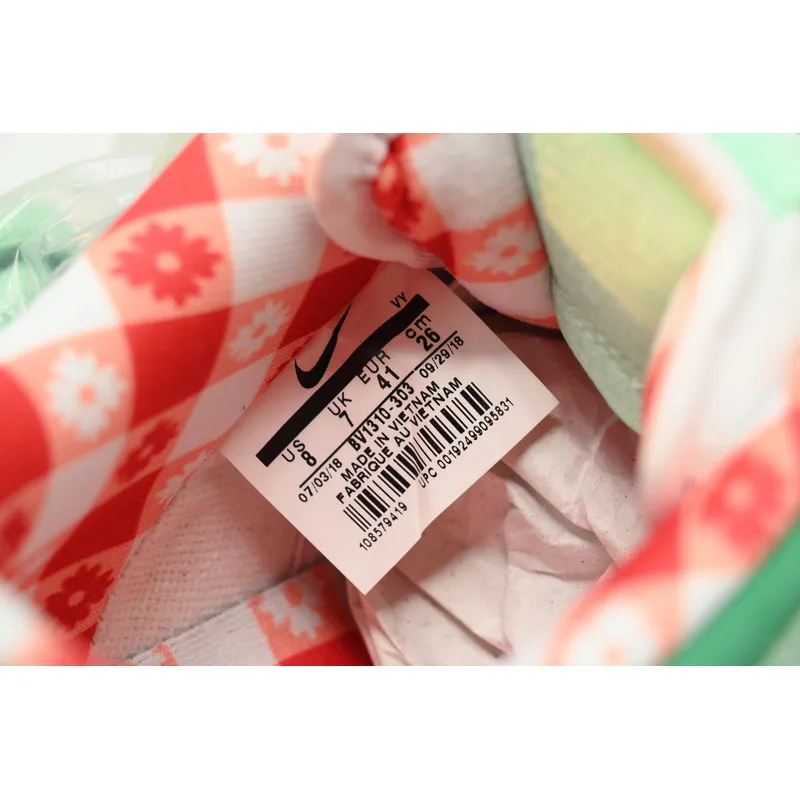 VY
US UK EUR cm
8 7 41 26
07/03/18 BV1310-303 09/29/18
MADE IN VIETNAM
FABRIQUE AU VIETNAM
108579419 UPC 00192499095831